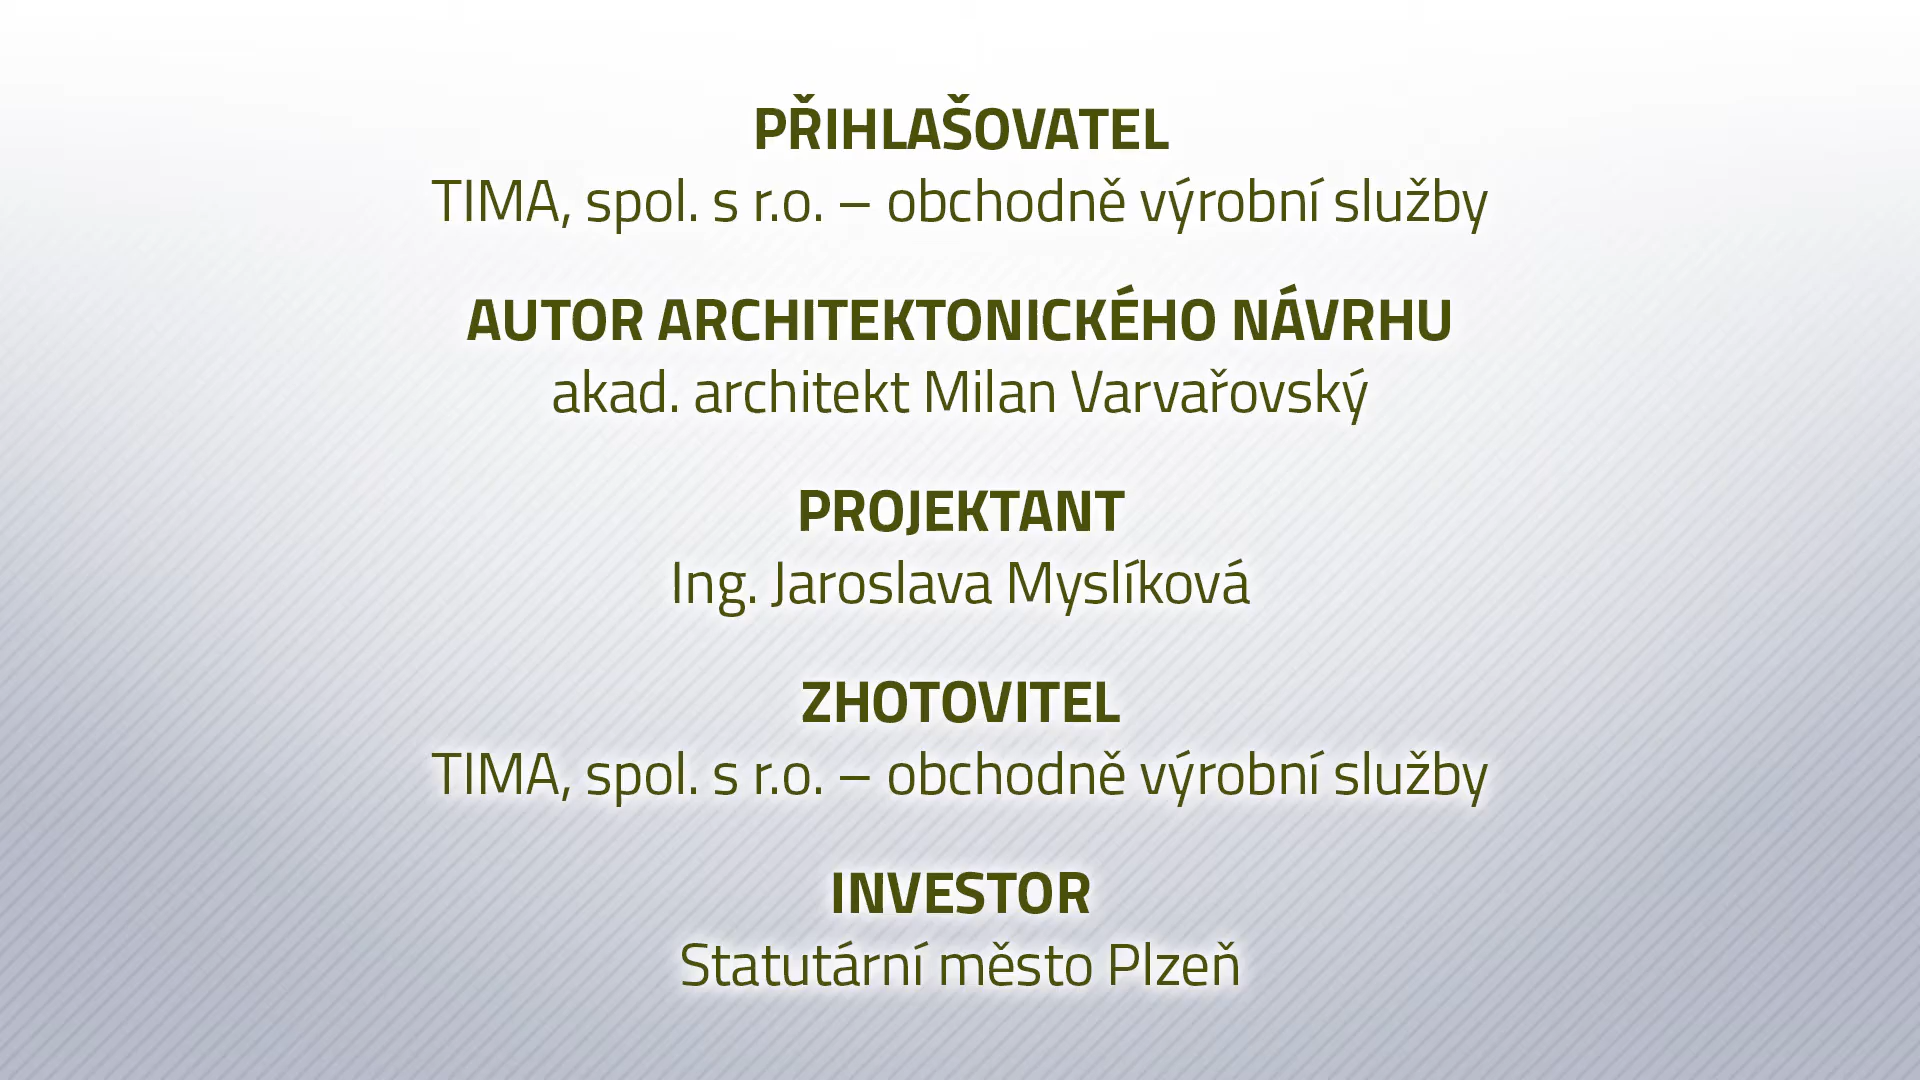 PŘIHLAŠOVATEL
TIMA, spol. s r.o. – obchodně výrobní služby
AUTOR ARCHITEKTONICKÉHO NÁVRHU
akad. architekt Milan Varvařovský
PROJEKTANT
Ing. Jaroslava Myslíková
ZHOTOVITEL
TIMA, spol. s r.o. – obchodně výrobní služby
INVESTOR
Statutární město Plzeň